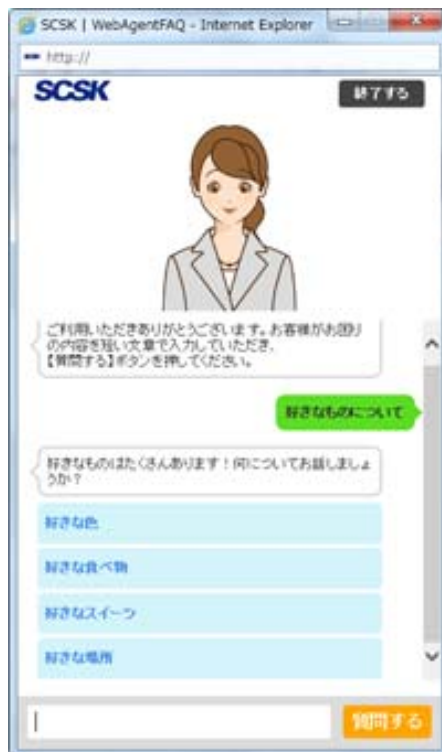 SCSK | WebAgentFAQ - Internet Explorer
http://
SCSK
終了する
ご利用いただきありがとうございます。お客様がお困り
の内容を短い文章で入力していただき、
【質問する】ボタンを押してください。
好きなものについて
好きなものはたくさんあります！何についてお話しましょ
うか？
好きな色
好きな食べ物
好きなスイーツ
好きな場所
質問する